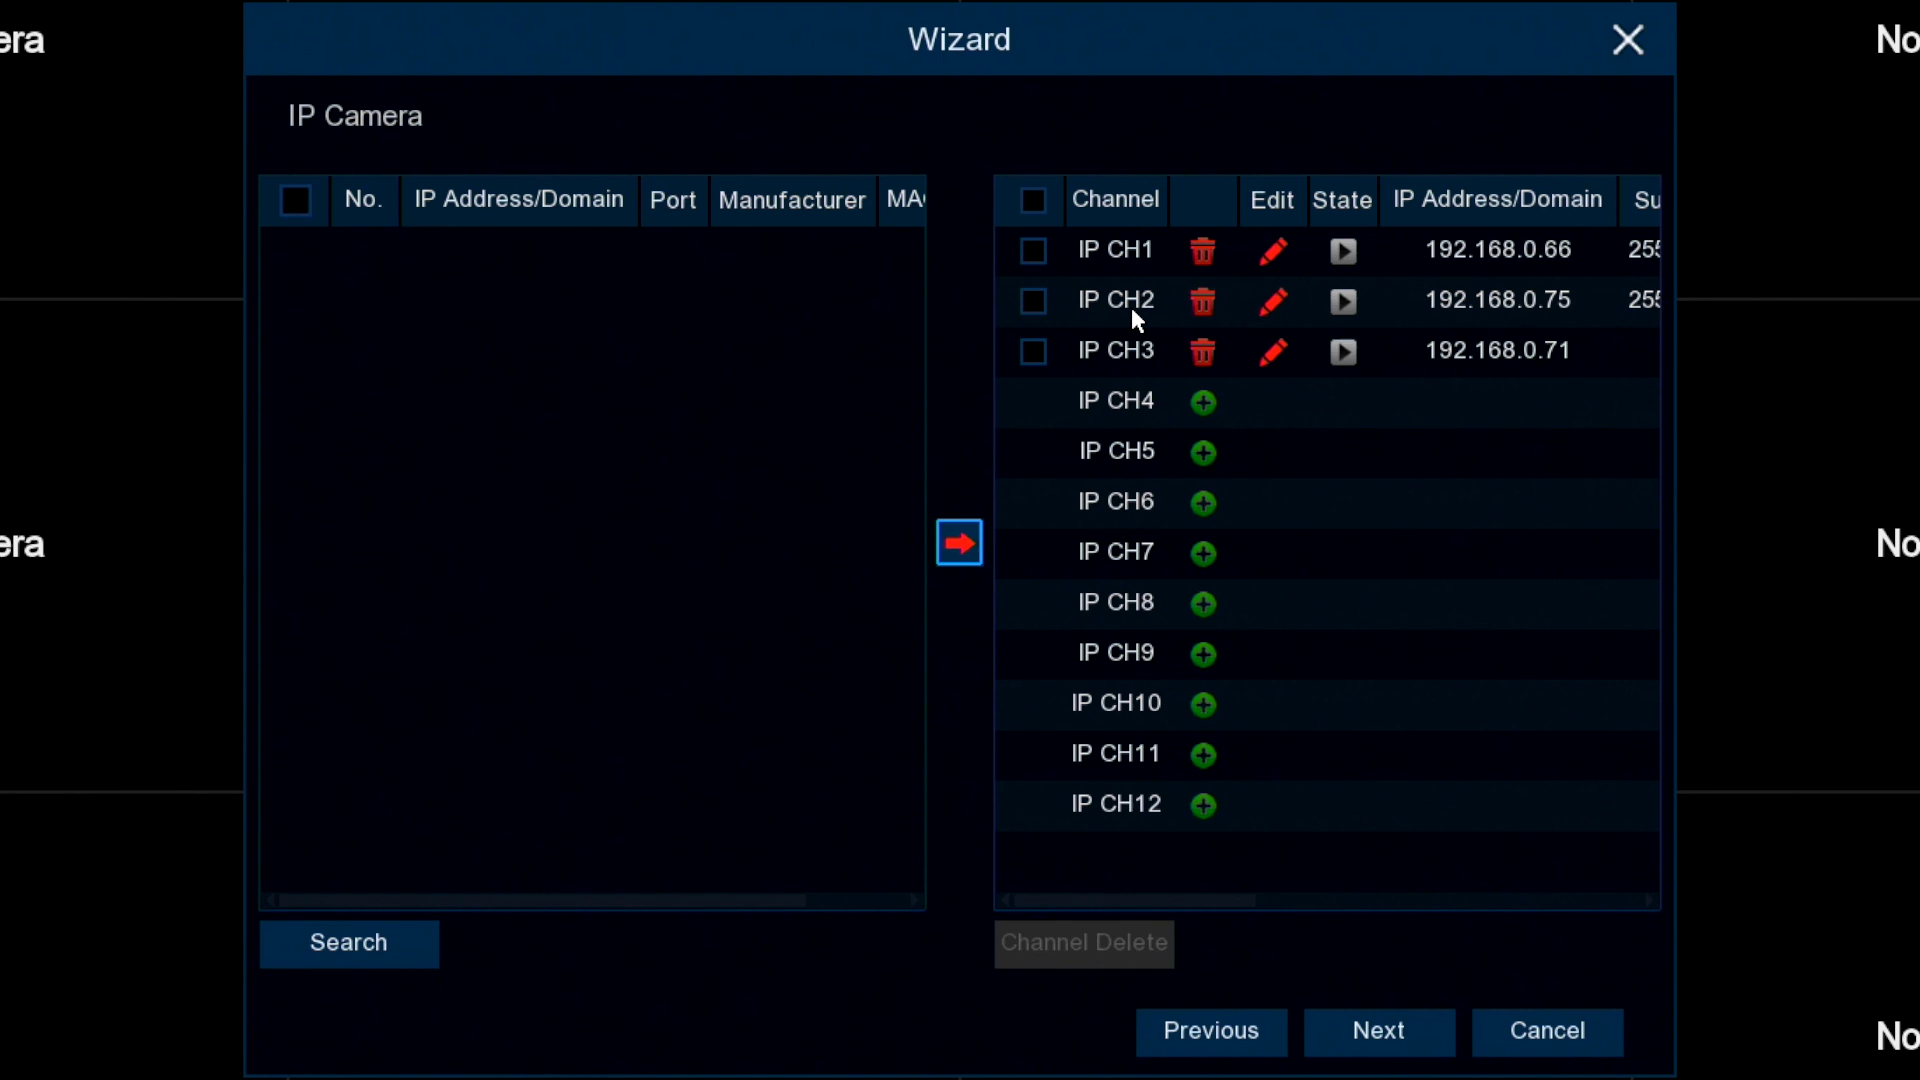 Wizard
IP Camera
No. IP Address/Domain Port Manufacturer MA
Channel Edit State IP Address/Domain Su
IP CH1 192.168.0.66 255
IP CH2 192.168.0.75 255
IP CH3 192.168.0.71
IP CH4
IP CH5
IP CH6
IP CH7
IP CH8
IP CH9
IP CH10
IP CH11
IP CH12
Search
Channel Delete
Previous Next Cancel
era
No
era
No
No